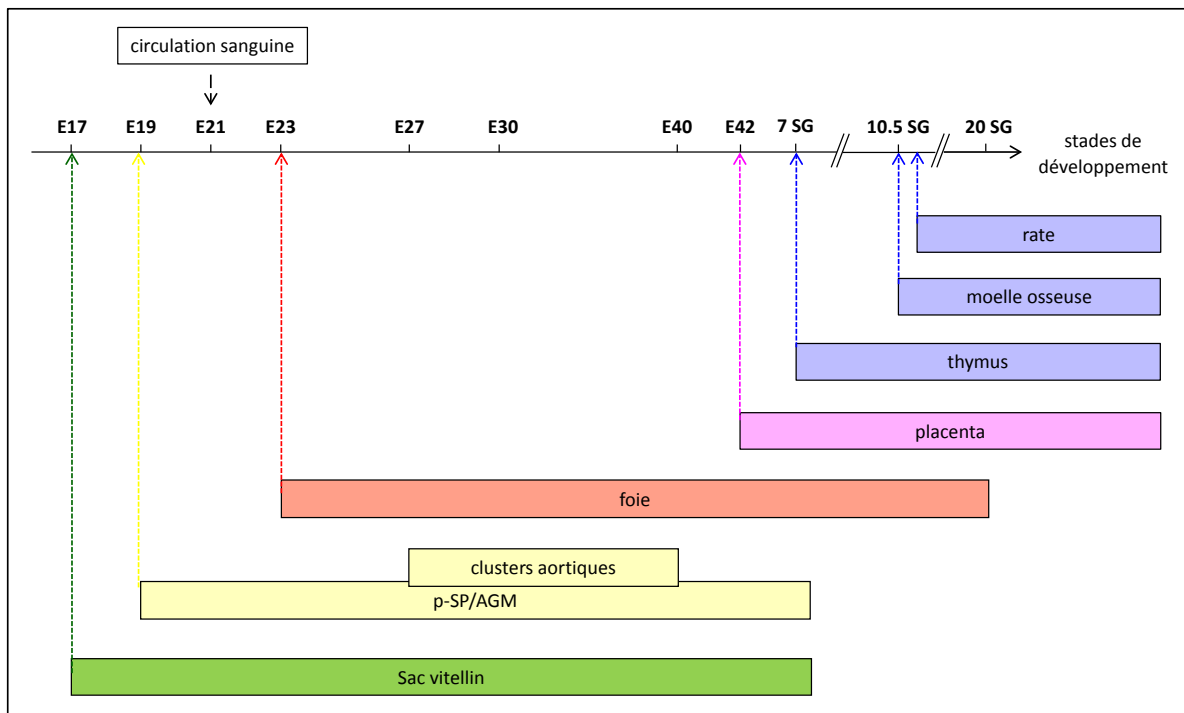 circulation sanguine
E17 E19 E21 E23 E27 E30 E40 E42 7 SG 10.5 SG 20 SG
stades de
développement
rate
moelle osseuse
thymus
placenta
foie
clusters aortiques
p-SP/AGM
Sac vitellin